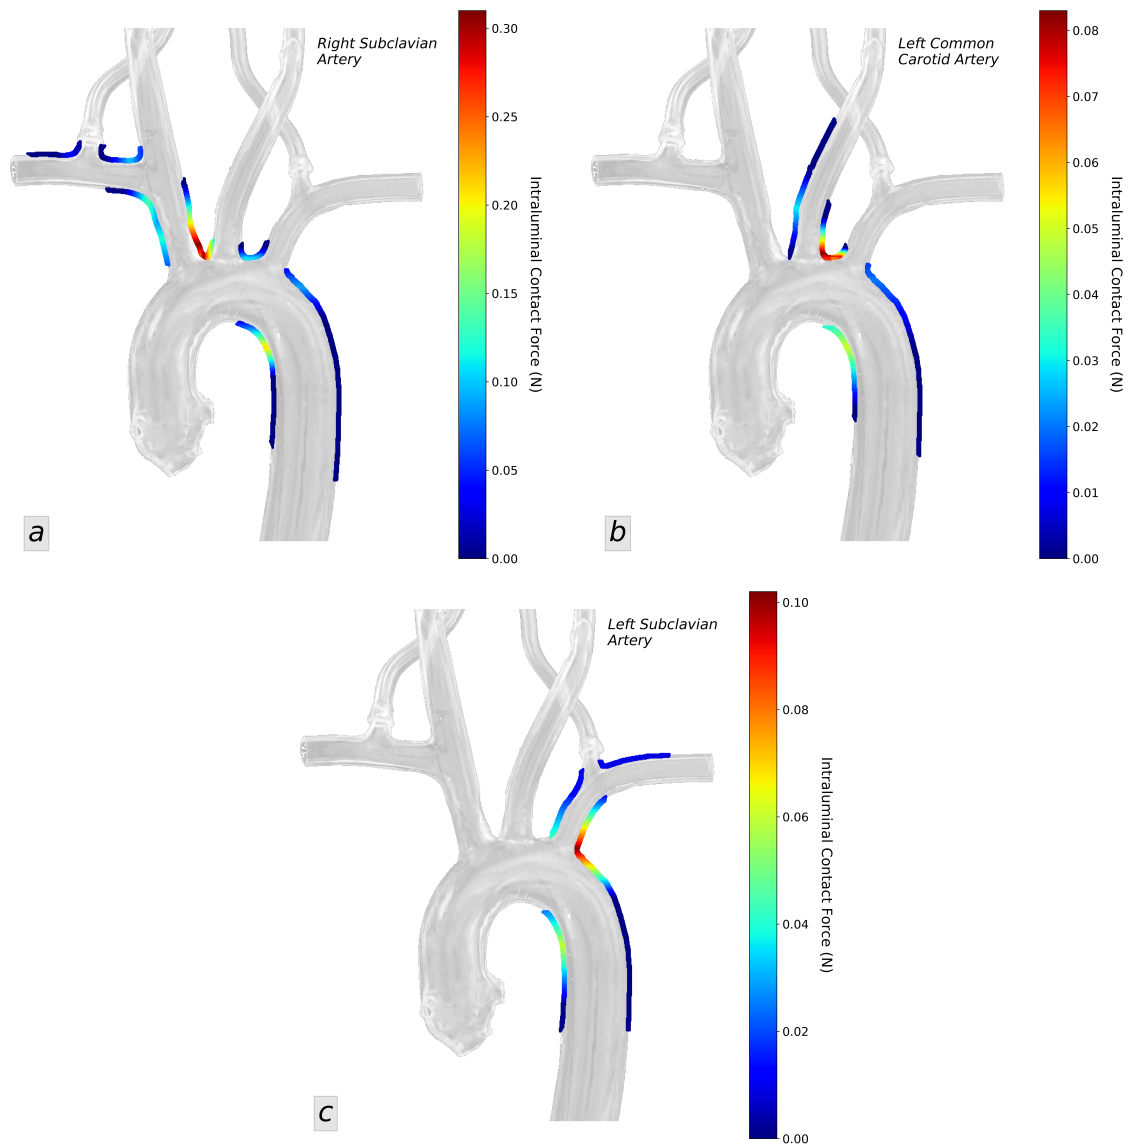 Right Subclavian
Artery
0.30
0.25
0.20
0.15
0.10
0.05
0.00
Intraluminal Contact Force (N)
a
Left Common
Carotid Artery
0.08
0.07
0.06
0.05
0.04
0.03
0.02
0.01
0.00
Intraluminal Contact Force (N)
b
Left Subclavian
Artery
0.10
0.08
0.06
0.04
0.02
0.00
Intraluminal Contact Force (N)
c